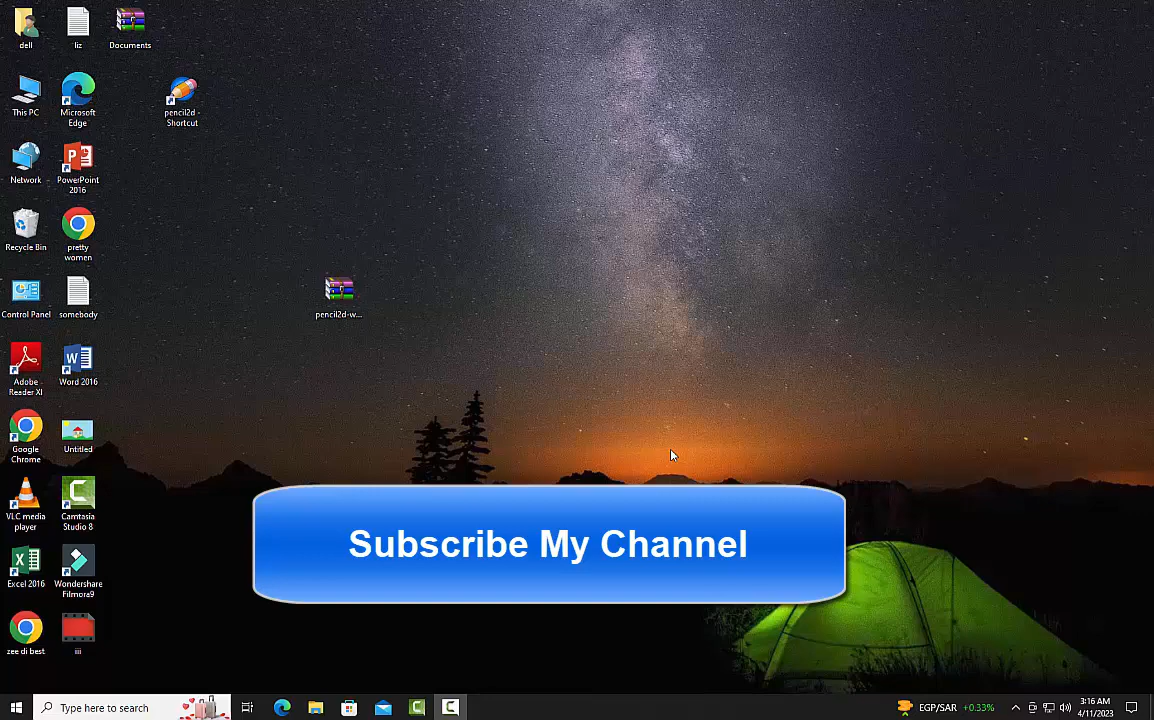 dell
liz
Documents
This PC
Microsoft
Edge
pencil2d -
Shortcut
Network
PowerPoint
2016
Recycle Bin
pretty
women
Control Panel
somebody
pencil2d-w...
Adobe
Reader XI
Word 2016
Google
Chrome
Untitled
VLC media
player
Camtasia
Studio 8
Excel 2016
Wondershare
Filmora9
zee di best
iii
Subscribe My Channel
Type here to search
EGP/SAR +0.33%
3:16 AM
4/11/2023